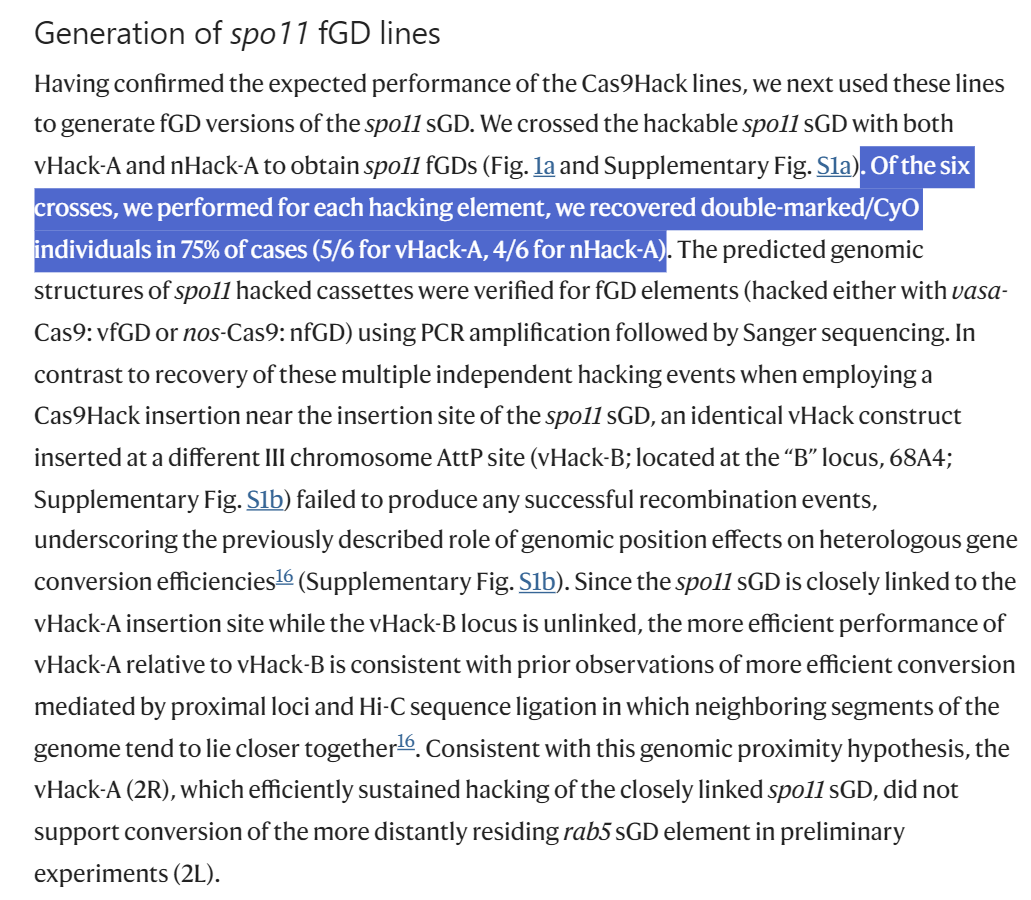 Generation of spo11 fGD lines
Having confirmed the expected performance of the Cas9Hack lines, we next used these lines
to generate fGD versions of the spo11 sGD. We crossed the hackable spo11 sGD with both
vHack-A and nHack-A to obtain spo11 fGDs (Fig. 1a and Supplementary Fig. S1a). Of the six
crosses, we performed for each hacking element, we recovered double-marked/CyO
individuals in 75% of cases (5/6 for vHack-A, 4/6 for nHack-A). The predicted genomic
structures of spo11 hacked cassettes were verified for fGD elements (hacked either with vasa-
Cas9: vfGD or nos-Cas9: nfGD) using PCR amplification followed by Sanger sequencing. In
contrast to recovery of these multiple independent hacking events when employing a
Cas9Hack insertion near the insertion site of the spo11 sGD, an identical vHack construct
inserted at a different III chromosome AttP site (vHack-B; located at the “B” locus, 68A4;
Supplementary Fig. S1b) failed to produce any successful recombination events,
underscoring the previously described role of genomic position effects on heterologous gene
conversion efficiencies16 (Supplementary Fig. S1b). Since the spo11 sGD is closely linked to the
vHack-A insertion site while the vHack-B locus is unlinked, the more efficient performance of
vHack-A relative to vHack-B is consistent with prior observations of more efficient conversion
mediated by proximal loci and Hi-C sequence ligation in which neighboring segments of the
genome tend to lie closer together16. Consistent with this genomic proximity hypothesis, the
vHack-A (2R), which efficiently sustained hacking of the closely linked spo11 sGD, did not
support conversion of the more distantly residing rab5 sGD element in preliminary
experiments (2L).